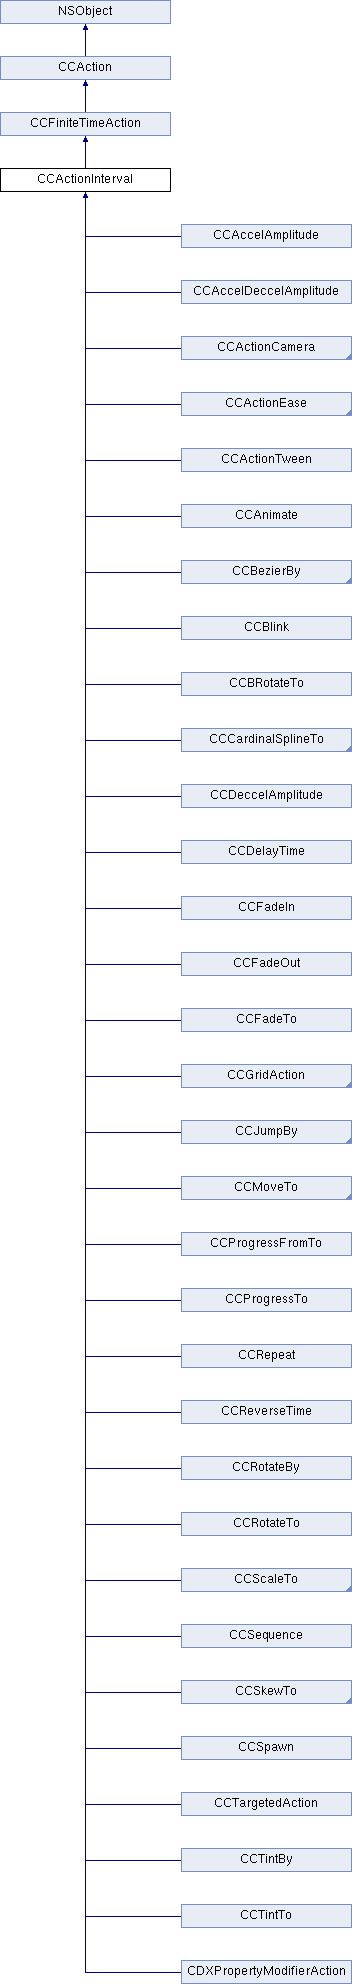 NSObject
CCAction
CCFiniteTimeAction
CCActionInterval
CCAccelAmplitude
CCAccelDeccelAmplitude
CCActionCamera
CCActionEase
CCActionTween
CCAnimate
CCBezierBy
CCBlink
CCBRotateTo
CCCardinalSplineTo
CCDeccelAmplitude
CCDelayTime
CCFadeIn
CCFadeOut
CCFadeTo
CCGridAction
CCJumpBy
CCMoveTo
CCProgressFromTo
CCProgressTo
CCRepeat
CCReverseTime
CCRotateBy
CCRotateTo
CCScaleTo
CCSequence
CCSkewTo
CCSpawn
CCTargetedAction
CCTintBy
CCTintTo
CDXPropertyModifierAction